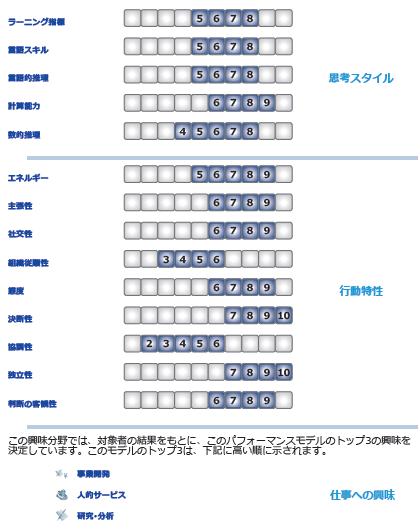 ラーニング指標 5 6 7 8
言語スキル 5 6 7 8
言語的推理 5 6 7 8
思考スタイル
計算能力 6 7 8 9
数的推理 4 5 6 7 8
エネルギー 5 6 7 8 9
主張性 6 7 8 9
社交性 6 7 8 9
組織従順性 3 4 5 6
態度 6 7 8 9
行動特性
決断性 7 8 9 10
協調性 2 3 4 5 6
独立性 7 8 9 10
判断の客観性 6 7 8 9
この興味分野では、対象者の結果をもとに、このパフォーマンスモデルのトップ3の興味を
決定しています。このモデルのトップ3は、下記に高い順に示されます。
事業開発
人的サービス
仕事への興味
研究・分析